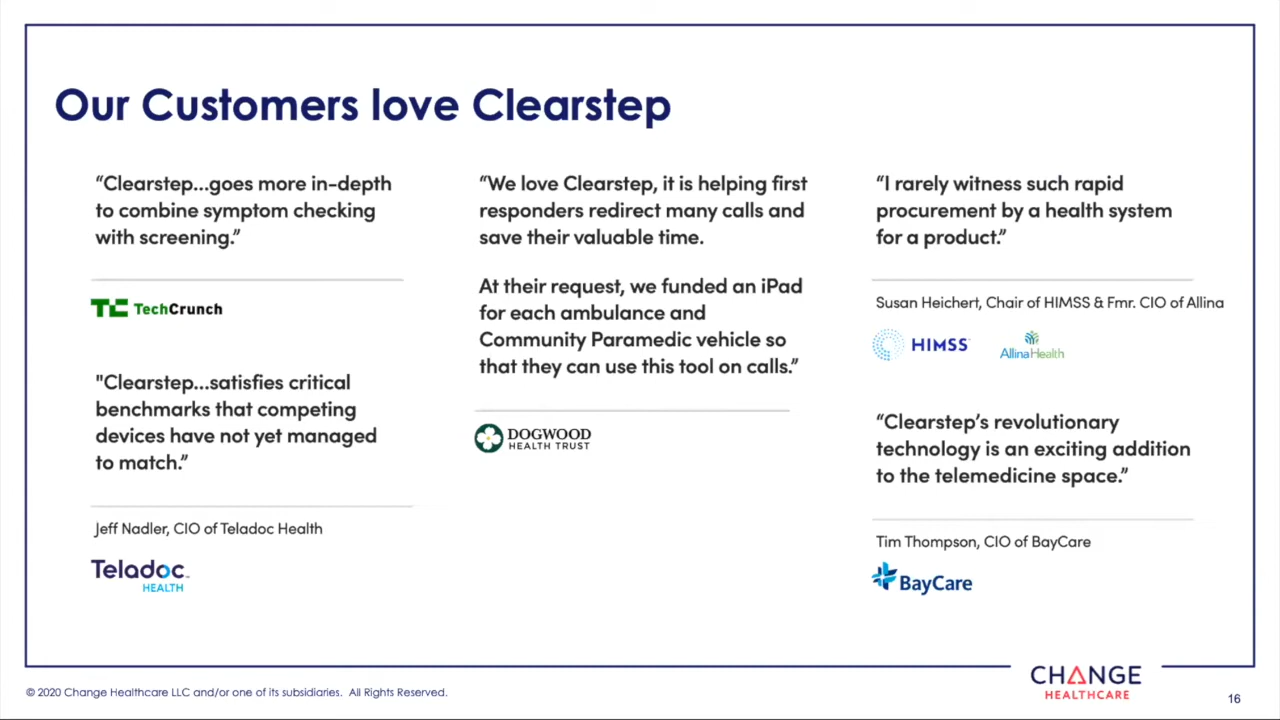 Our Customers love Clearstep
“Clearstep...goes more in-depth
to combine symptom checking
with screening.”
TC TechCrunch
"Clearstep...satisfies critical
benchmarks that competing
devices have not yet managed
to match.”
Jeff Nadler, CIO of Teladoc Health
Teladoc™
HEALTH
“We love Clearstep, it is helping first
responders redirect many calls and
save their valuable time.
At their request, we funded an iPad
for each ambulance and
Community Paramedic vehicle so
that they can use this tool on calls.”
DOGWOOD
HEALTH TRUST
“I rarely witness such rapid
procurement by a health system
for a product.”
Susan Heichert, Chair of HIMSS & Fmr. CIO of Allina
HIMSS
Allina Health
“Clearstep’s revolutionary
technology is an exciting addition
to the telemedicine space.”
Tim Thompson, CIO of BayCare
BayCare
© 2020 Change Healthcare LLC and/or one of its subsidiaries. All Rights Reserved.
CHANGE
HEALTHCARE
16